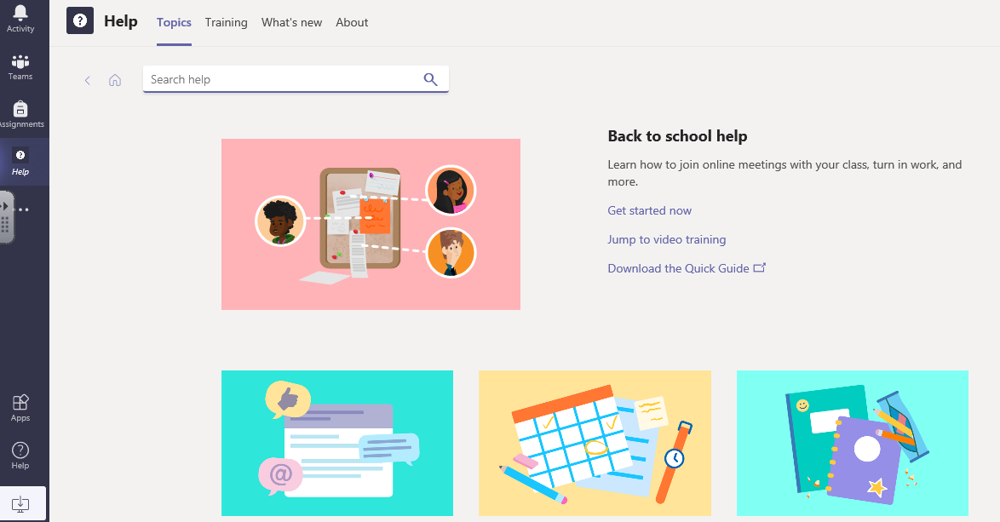 Activity
Teams
Assignments
Help
Apps
Help
Help
Topics
Training
What's new
About
Search help
@
Back to school help
Learn how to join online meetings with your class, turn in work, and
more.
Get started now
Jump to video training
Download the Quick Guide